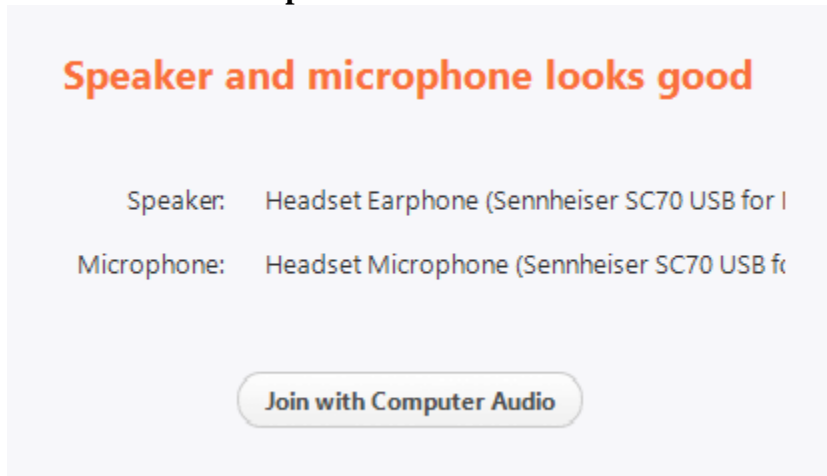 Speaker and microphone looks good
Speaker: Headset Earphone (Sennheiser SC70 USB for
Microphone: Headset Microphone (Sennheiser SC70 USB
Join with Computer Audio